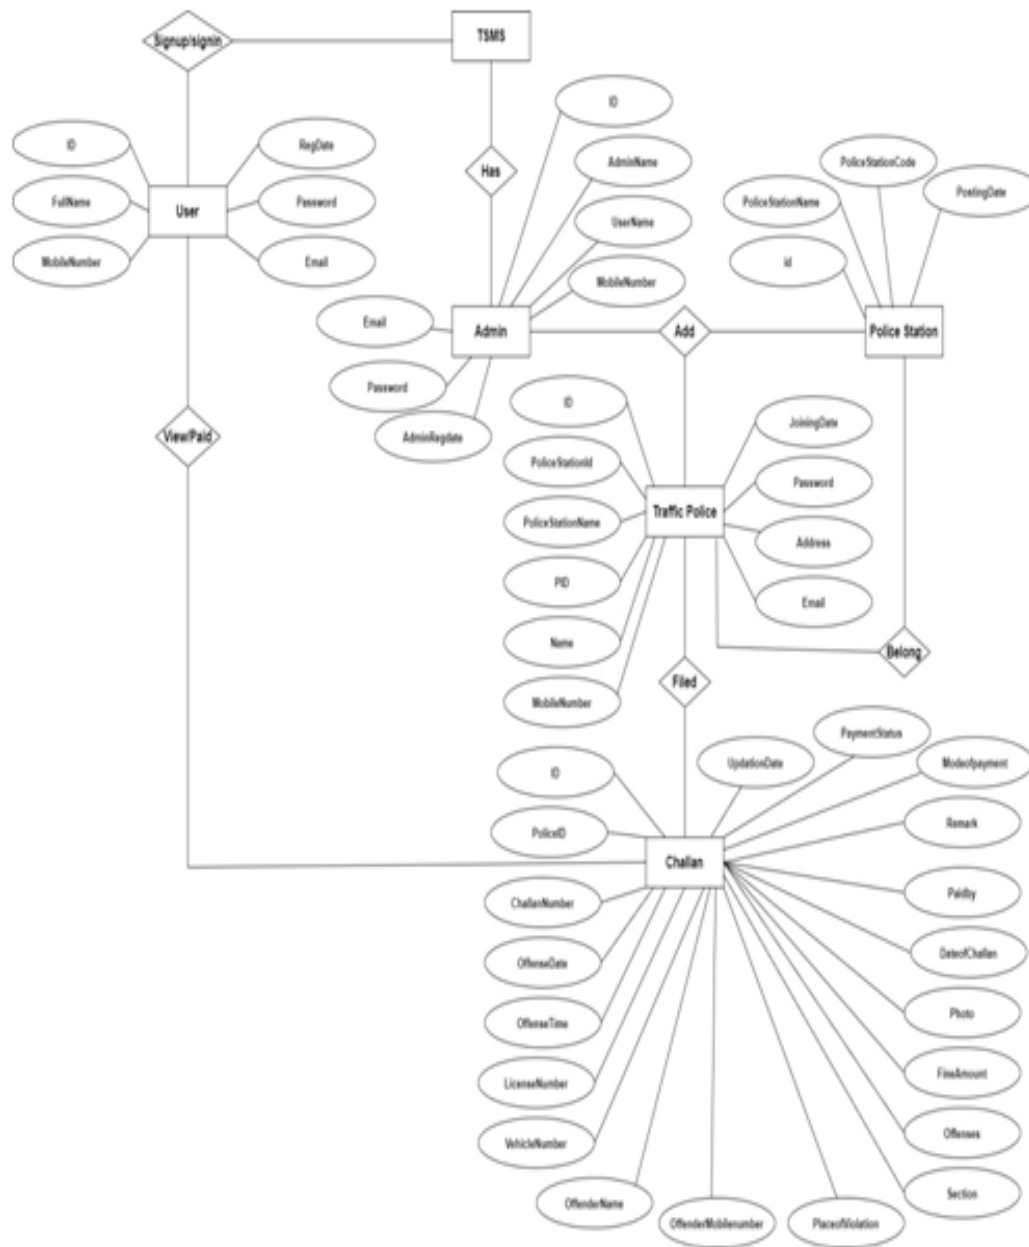 TSMS
Signup/signin
ID
RegDate
FullName
User
Password
MobileNumber
Email
Has
ID
AdminName
UserName
MobileNumber
Email
Admin
Password
AdminRegdate
Add
PoliceStationCode
PoliceStationName
PostingDate
id
Police Station
View/Paid
ID
JoiningDate
PoliceStationId
Password
PoliceStationName
Traffic Police
Address
PID
Email
Name
Belong
MobileNumber
Filed
PaymentStatus
UpdationDate
Modeofpayment
ID
Remark
PoliceID
Challan
Paidby
ChallanNumber
DateofChallan
OffenseDate
Photo
OffenseTime
FineAmount
LicenseNumber
Offenses
VehicleNumber
Section
OffenderName
OffenderMobilenumber
PlaceofViolation